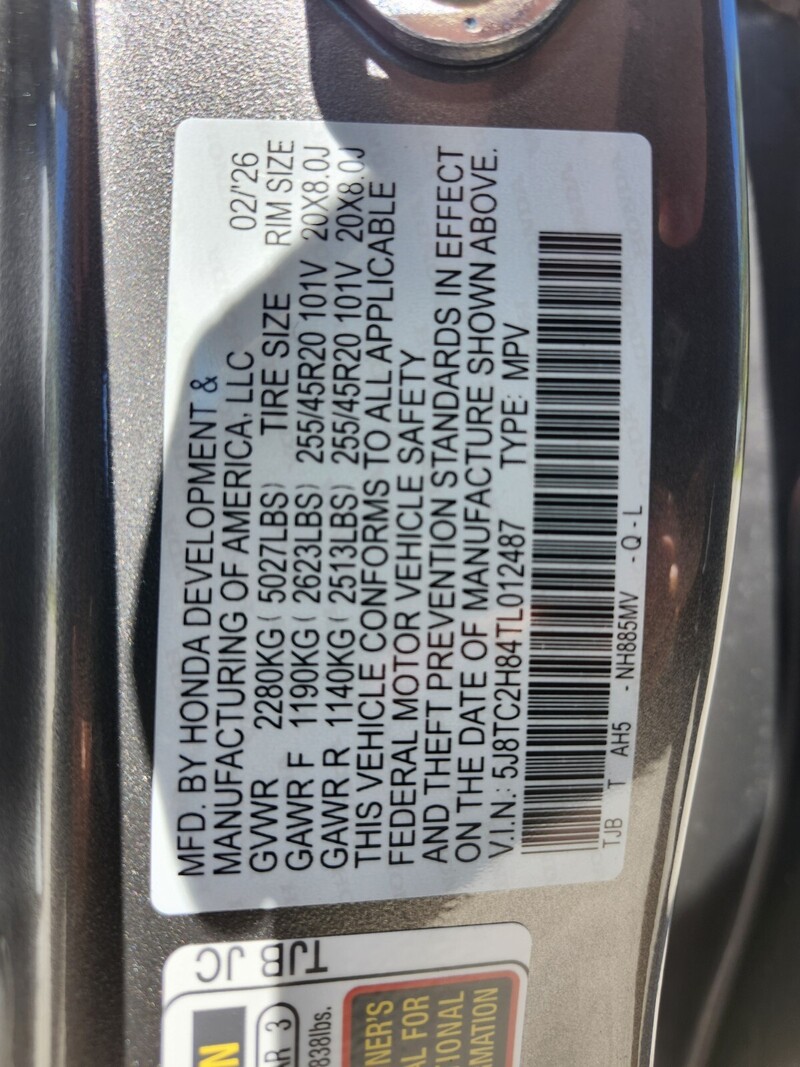 MFD. BY HONDA DEVELOPMENT & 02/'26
MANUFACTURING OF AMERICA, LLC
GVWR 2280KG ( 5027LBS) TIRE SIZE RIM SIZE
GAWR F 1190KG ( 2623LBS) 255/45R20 101V 20X8.0J
GAWR R 1140KG ( 2513LBS) 255/45R20 101V 20X8.0J
THIS VEHICLE CONFORMS TO ALL APPLICABLE
FEDERAL MOTOR VEHICLE SAFETY
AND THEFT PREVENTION STANDARDS IN EFFECT
ON THE DATE OF MANUFACTURE SHOWN ABOVE.
V.I.N.: 5J8TC2H84TL012487 TYPE: MPV
TJB T AH5 -NH885MV -Q-L
TJB JC
3
838lbs.